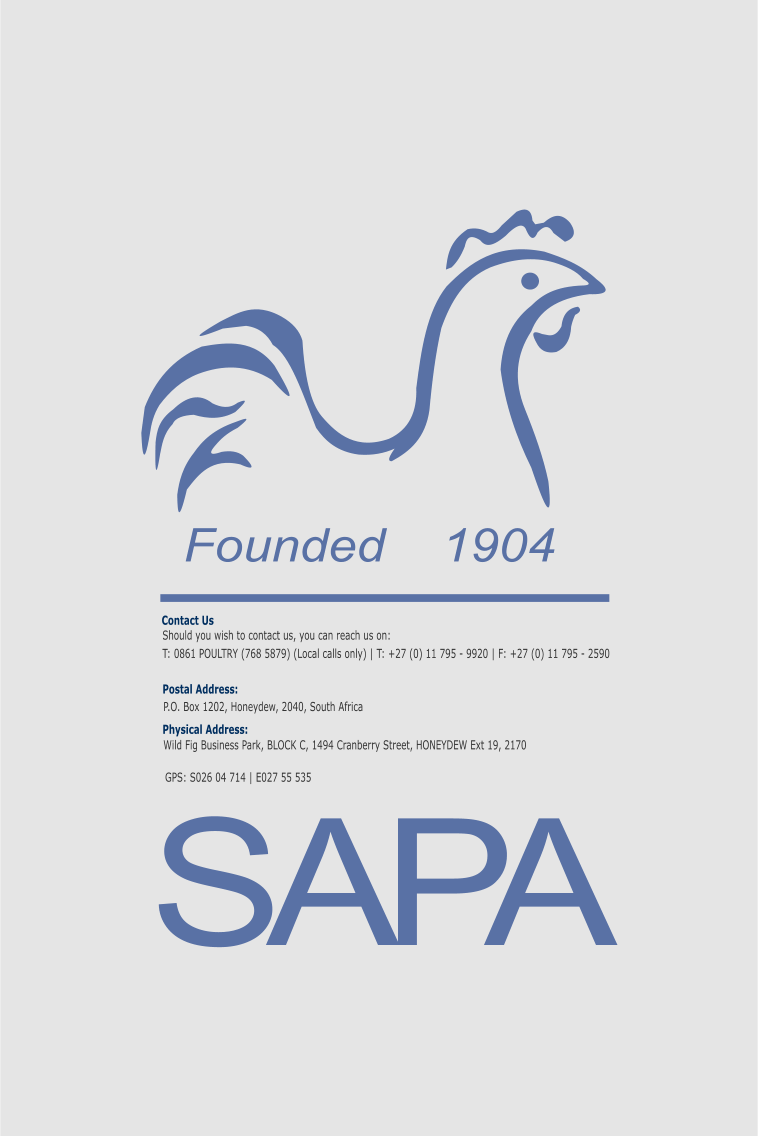 Founded 1904
Contact Us
Should you wish to contact us, you can reach us on:
T: 0861 POULTRY (768 5879) (Local calls only) | T: +27 (0) 11 795 - 9920 | F: +27 (0) 11 795 - 2590
Postal Address:
P.O. Box 1202, Honeydew, 2040, South Africa
Physical Address:
Wild Fig Business Park, BLOCK C, 1494 Cranberry Street, HONEYDEW Ext 19, 2170
GPS: S026 04 714 | E027 55 535
SAPA